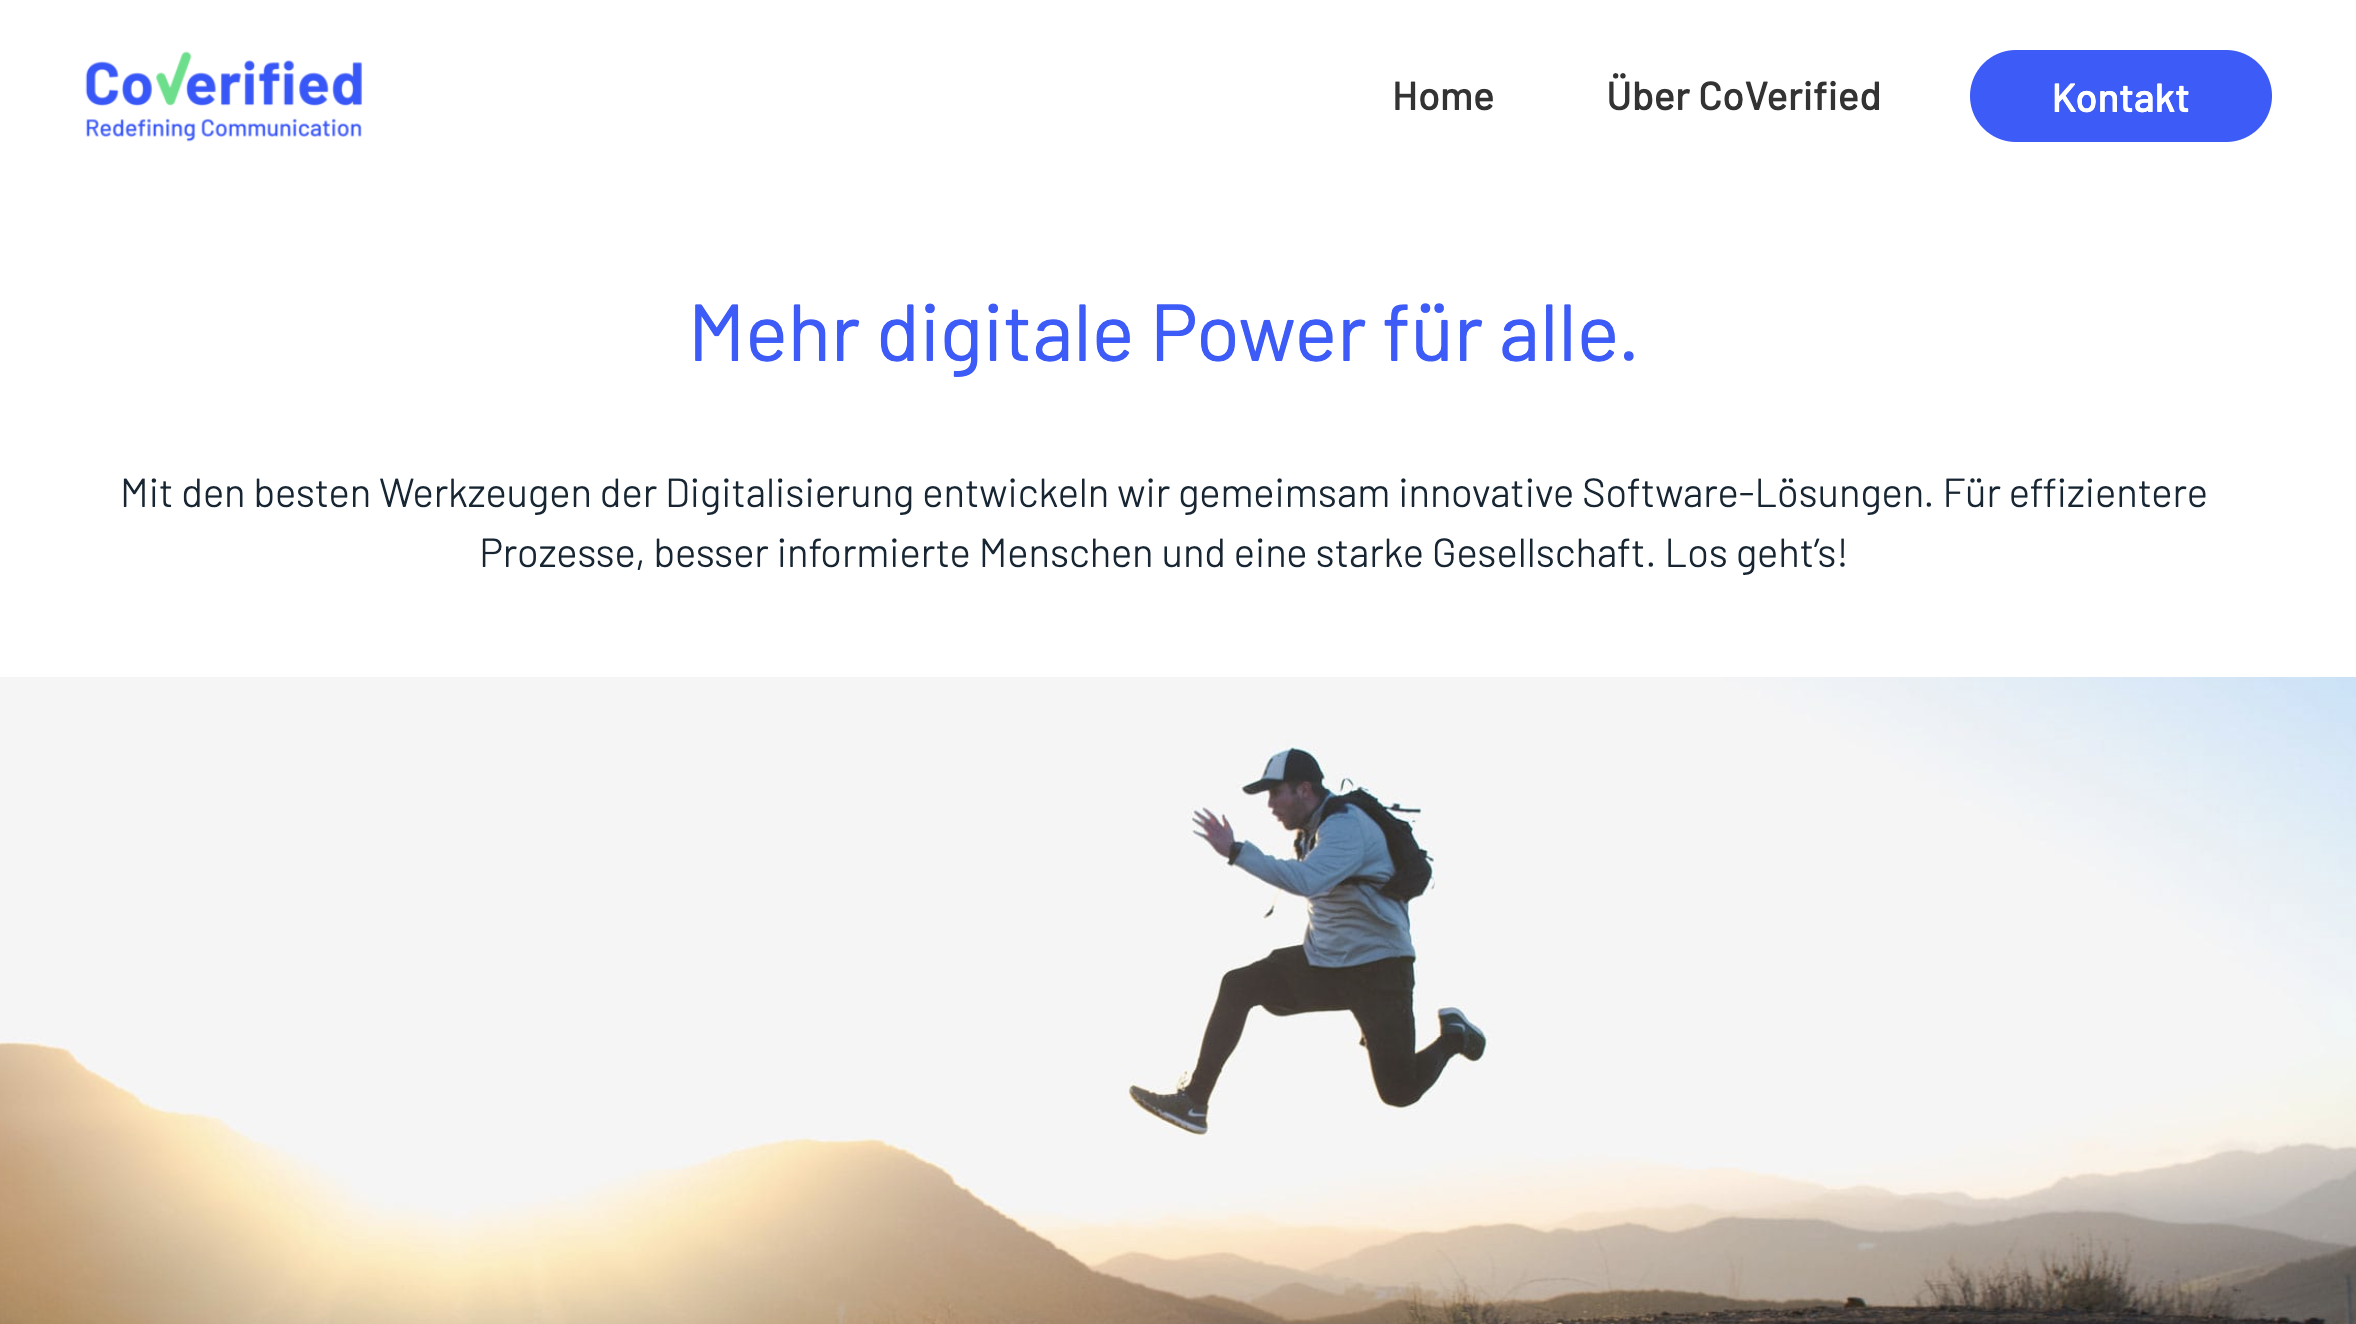 CoVerified
Redefining Communication
Home
Über CoVerified
Kontakt
Mehr digitale Power für alle.
Mit den besten Werkzeugen der Digitalisierung entwickeln wir gemeimsam innovative Software-Lösungen. Für effizientere
Prozesse, besser informierte Menschen und eine starke Gesellschaft. Los geht’s!